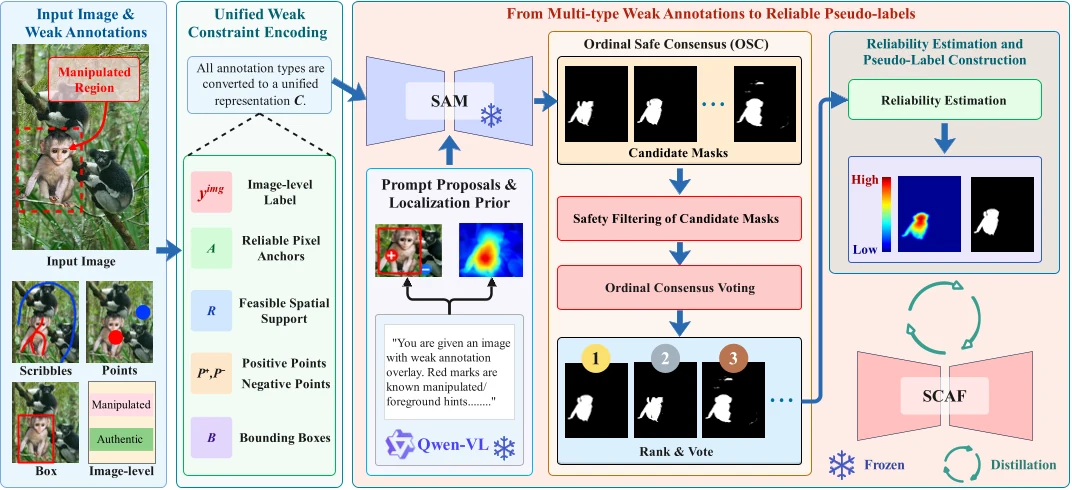 Input Image &
Weak Annotations
Manipulated
Region
Input Image
Scribbles
Points
Manipulated
Authentic
Box
Image-level
Unified Weak
Constraint Encoding
All annotation types are
converted to a unified
representation C.
y^img
Image-level
Label
A
Reliable Pixel
Anchors
R
Feasible Spatial
Support
P⁺,P⁻
Positive Points
Negative Points
B
Bounding Boxes
From Multi-type Weak Annotations to Reliable Pseudo-labels
SAM
Prompt Proposals &
Localization Prior
"You are given an image
with weak annotation
overlay. Red marks are
known manipulated/
foreground hints........"
Qwen-VL
Ordinal Safe Consensus (OSC)
Candidate Masks
Safety Filtering of Candidate Masks
Ordinal Consensus Voting
1
2
3
Rank & Vote
Reliability Estimation and
Pseudo-Label Construction
Reliability Estimation
High
Low
SCAF
Frozen
Distillation